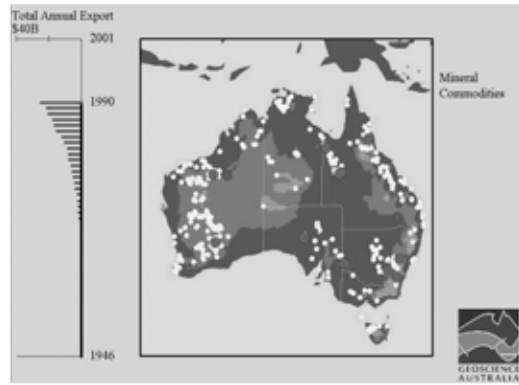 Total Annual Export
$40B
2001
1990
Mineral
Commodities
1946
GEOSCIENCE
AUSTRALIA